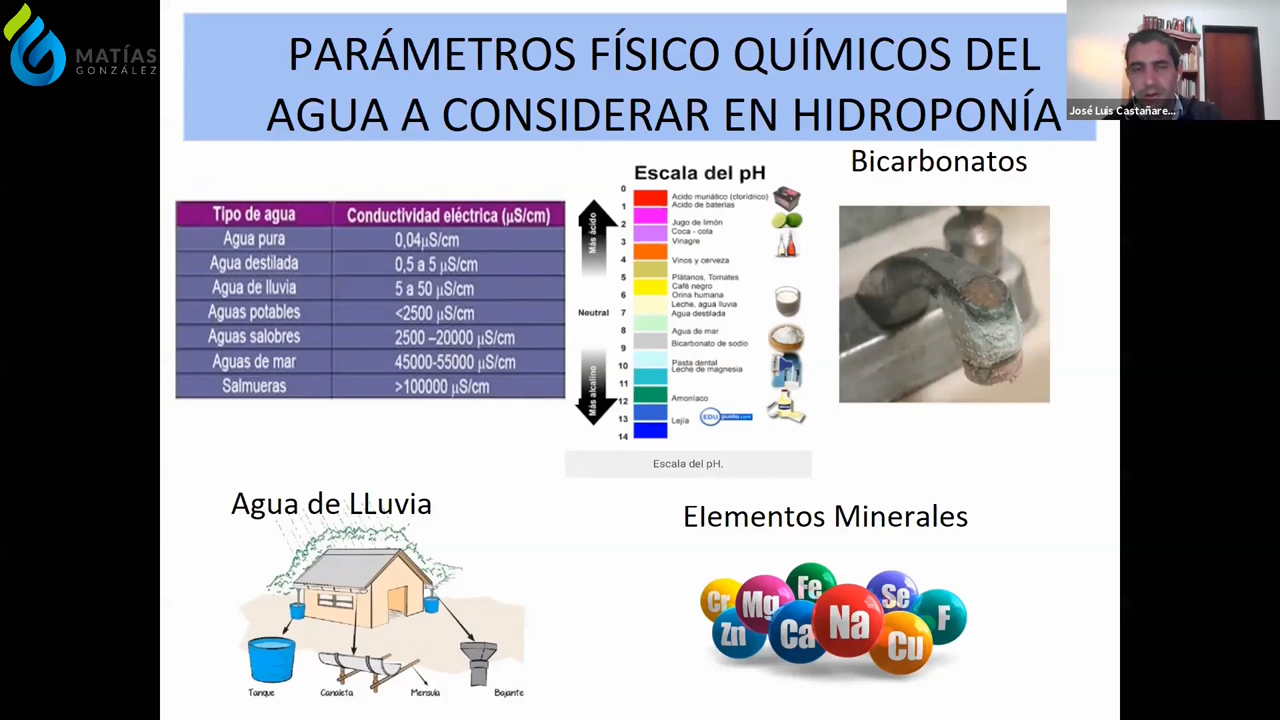 MATÍAS
GONZÁLEZ
PARÁMETROS FÍSICO QUÍMICOS DEL
AGUA A CONSIDERAR EN HIDROPONÍA
José Luis Castañare...
Tipo de agua Conductividad eléctrica (µS/cm)
Agua pura 0,04µS/cm
Agua destilada 0,5 a 5 µS/cm
Agua de lluvia 5 a 50 µS/cm
Aguas potables <2500 µS/cm
Aguas salobres 2500 –20000 µS/cm
Aguas de mar 45000-55000 µS/cm
Salmueras >100000 µS/cm
Escala del pH
0
1
2
3
4
5
6
7
8
9
10
11
12
13
14
Más ácido
Neutral
Más alcalino
Acido muriático (clorídrico)
Acido de baterías
Jugo de limón
Coca - cola
Vinagre
Vinos y cerveza
Plátanos, Tomates
Café negro
Orina humana
Leche, agua lluvia
Agua destilada
Agua de mar
Bicarbonato de sodio
Pasta dental
Leche de magnesia
Amoníaco
Lejía
EDU punto.com
Escala del pH.
Bicarbonatos
Agua de LLuvia
Tanque Canaleta Mensula Bajante
Elementos Minerales
Cr Mg Fe Se F
Zn Ca Na Cu